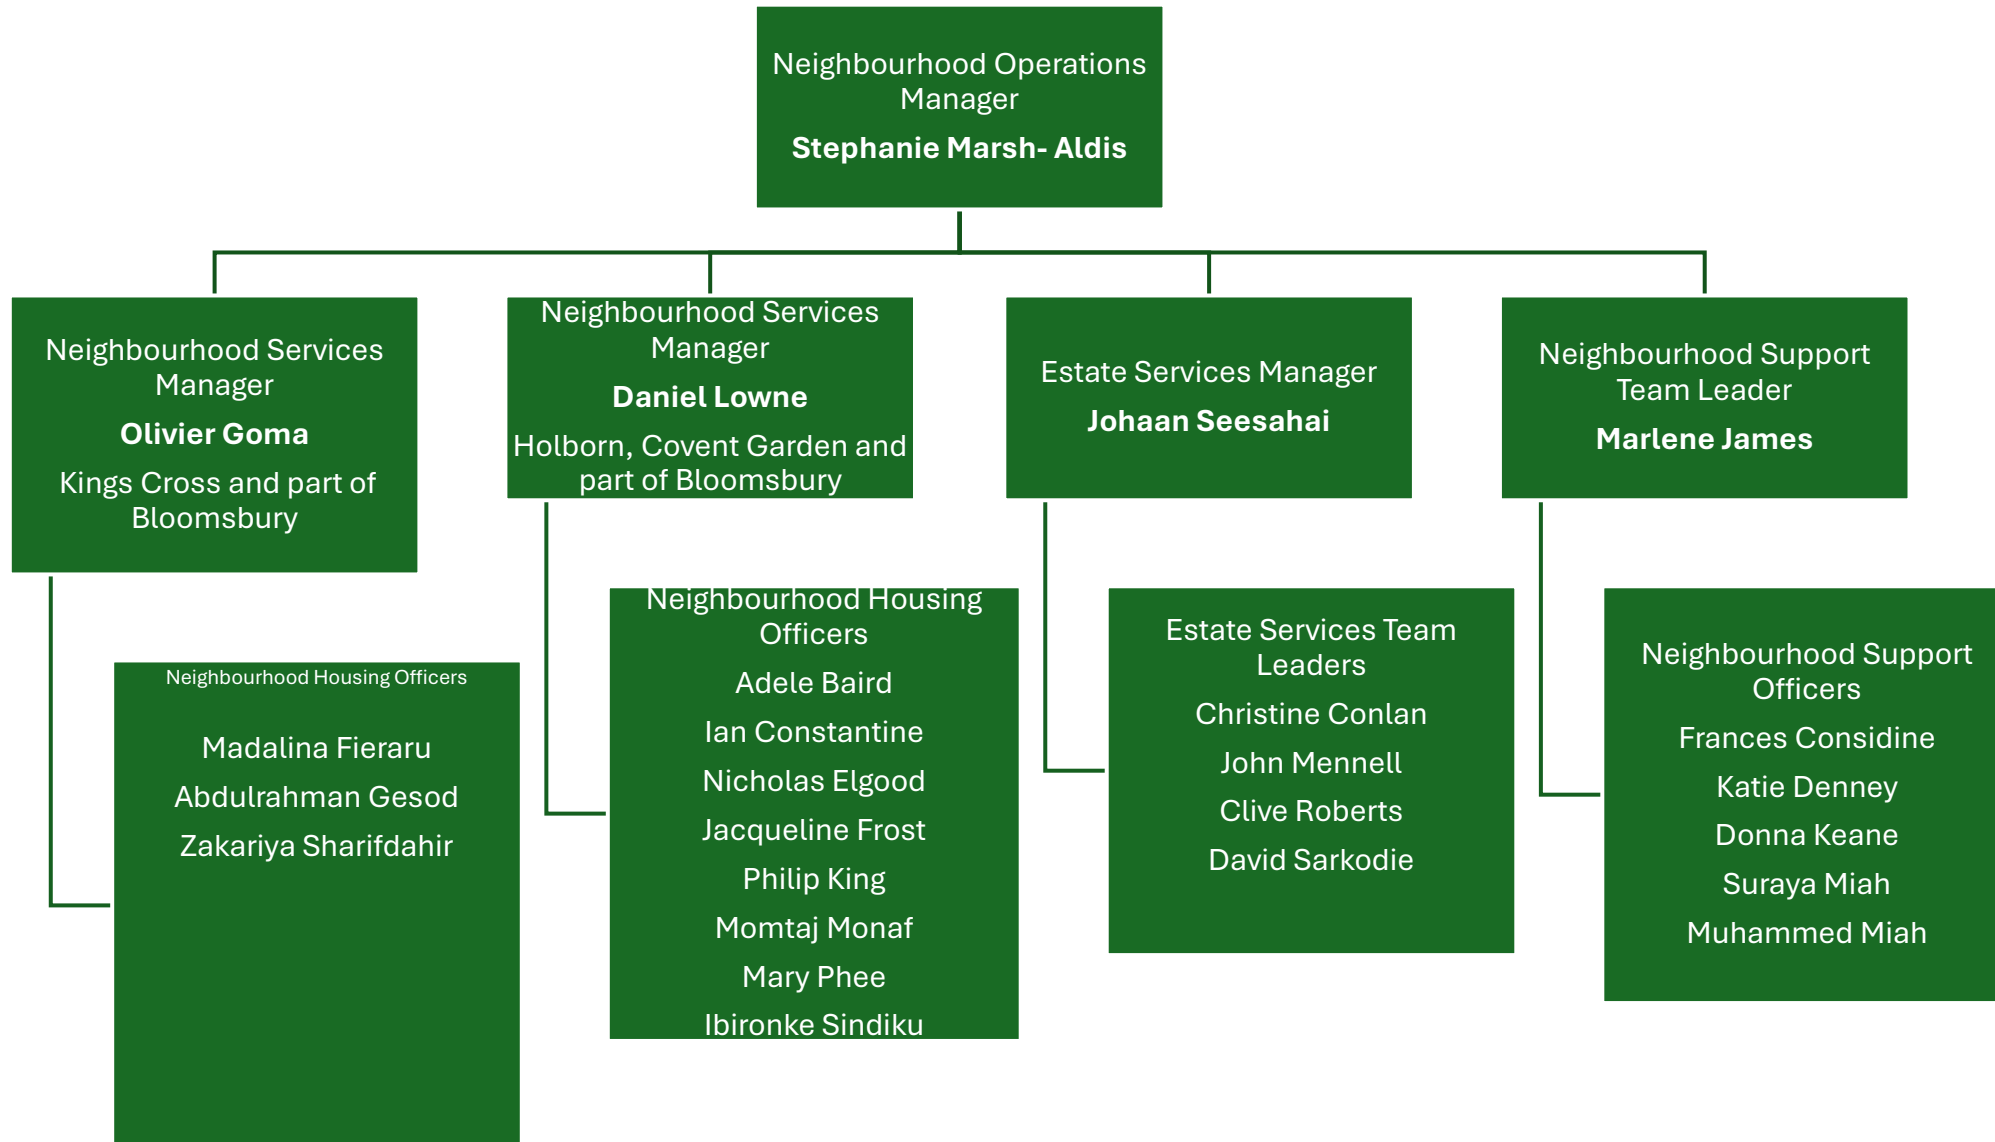 Neighbourhood Operations
Manager
Stephanie Marsh- Aldis
Neighbourhood Services
Manager
Olivier Goma
Kings Cross and part of
Bloomsbury
Neighbourhood Services
Manager
Daniel Lowne
Holborn, Covent Garden and
part of Bloomsbury
Estate Services Manager
Johaan Seesahai
Neighbourhood Support
Team Leader
Marlene James
Neighbourhood Housing Officers
Madalina Fieraru
Abdulrahman Gesod
Zakariya Sharifdahir
Neighbourhood Housing
Officers
Adele Baird
Ian Constantine
Nicholas Elgood
Jacqueline Frost
Philip King
Momtaj Monaf
Mary Phee
Ibironke Sindiku
Estate Services Team
Leaders
Christine Conlan
John Mennell
Clive Roberts
David Sarkodie
Neighbourhood Support
Officers
Frances Considine
Katie Denney
Donna Keane
Suraya Miah
Muhammed Miah